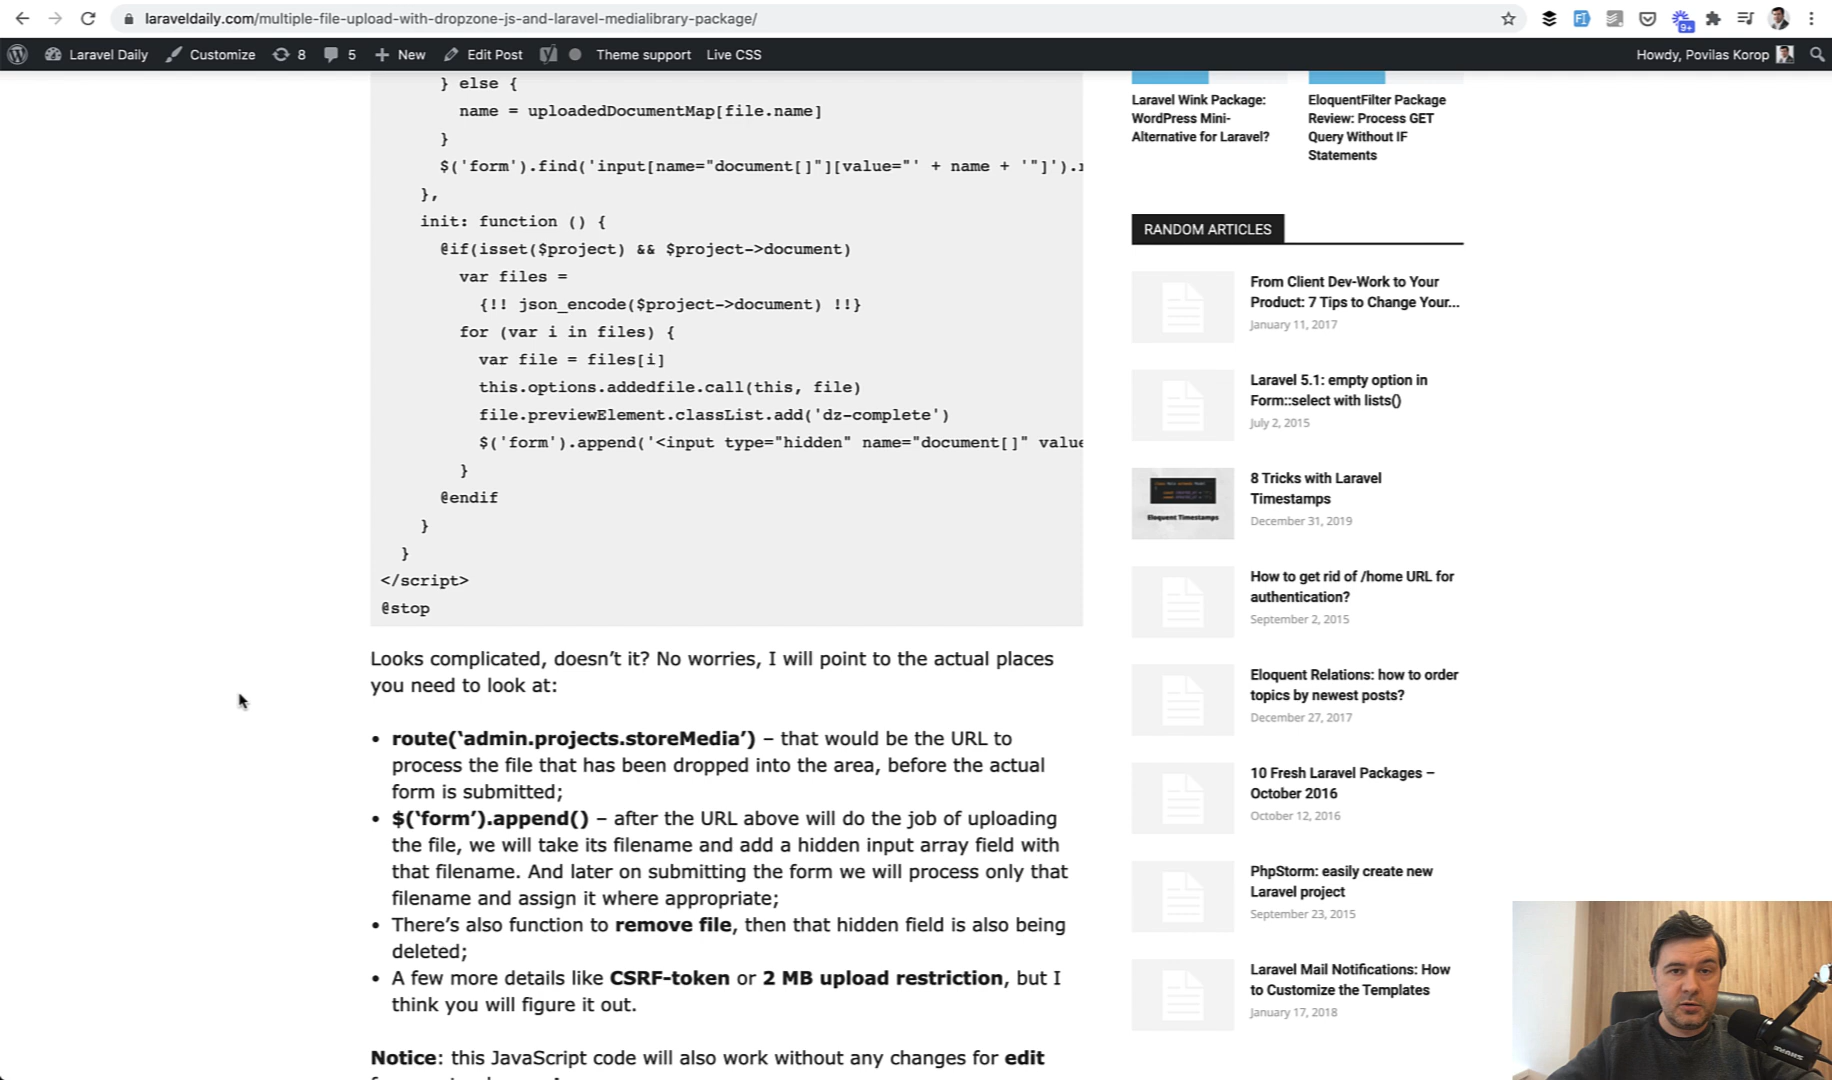 laraveldaily.com/multiple-file-upload-with-dropzone-js-and-laravel-medialibrary-package/
9+
Laravel Daily
Customize
8
5
New
Edit Post
Theme support
Live CSS
Howdy, Povilas Korop
} else {
name = uploadedDocumentMap[file.name]
}
$('form').find('input[name="document[]"][value="' + name + '"]').r
},
init: function () {
@if(isset($project) && $project->document)
var files =
{!! json_encode($project->document) !!}
for (var i in files) {
var file = files[i]
this.options.addedfile.call(this, file)
file.previewElement.classList.add('dz-complete')
$('form').append('<input type="hidden" name="document[]" value
}
@endif
}
}
</script>
@stop
Looks complicated, doesn’t it? No worries, I will point to the actual places
you need to look at:
• route(‘admin.projects.storeMedia’) – that would be the URL to
process the file that has been dropped into the area, before the actual
form is submitted;
• $(‘form’).append() – after the URL above will do the job of uploading
the file, we will take its filename and add a hidden input array field with
that filename. And later on submitting the form we will process only that
filename and assign it where appropriate;
• There’s also function to remove file, then that hidden field is also being
deleted;
• A few more details like CSRF-token or 2 MB upload restriction, but I
think you will figure it out.
Notice: this JavaScript code will also work without any changes for edit
Laravel Wink Package:
WordPress Mini-
Alternative for Laravel?
EloquentFilter Package
Review: Process GET
Query Without IF
Statements
RANDOM ARTICLES
From Client Dev-Work to Your
Product: 7 Tips to Change Your...
January 11, 2017
Laravel 5.1: empty option in
Form::select with lists()
July 2, 2015
Eloquent Timestamps
8 Tricks with Laravel
Timestamps
December 31, 2019
How to get rid of /home URL for
authentication?
September 2, 2015
Eloquent Relations: how to order
topics by newest posts?
December 27, 2017
10 Fresh Laravel Packages –
October 2016
October 12, 2016
PhpStorm: easily create new
Laravel project
September 23, 2015
Laravel Mail Notifications: How
to Customize the Templates
January 17, 2018